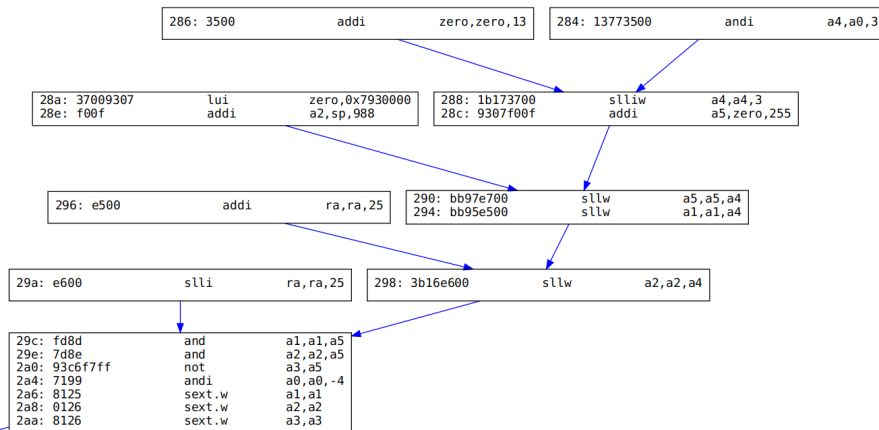 286: 3500 addi zero,zero,13
284: 13773500 andi a4,a0,3
28a: 37009307 lui zero,0x7930000
28e: f00f addi a2,sp,988
288: 1b173700 slliw a4,a4,3
28c: 9307f00f addi a5,zero,255
296: e500 addi ra,ra,25
290: bb97e700 sllw a5,a5,a4
294: bb95e500 sllw a1,a1,a4
29a: e600 slli ra,ra,25
298: 3b16e600 sllw a2,a2,a4
29c: fd8d and a1,a1,a5
29e: 7d8e and a2,a2,a5
2a0: 93c6f7ff not a3,a5
2a4: 7199 andi a0,a0,-4
2a6: 8125 sext.w a1,a1
2a8: 0126 sext.w a2,a2
2aa: 8126 sext.w a3,a3